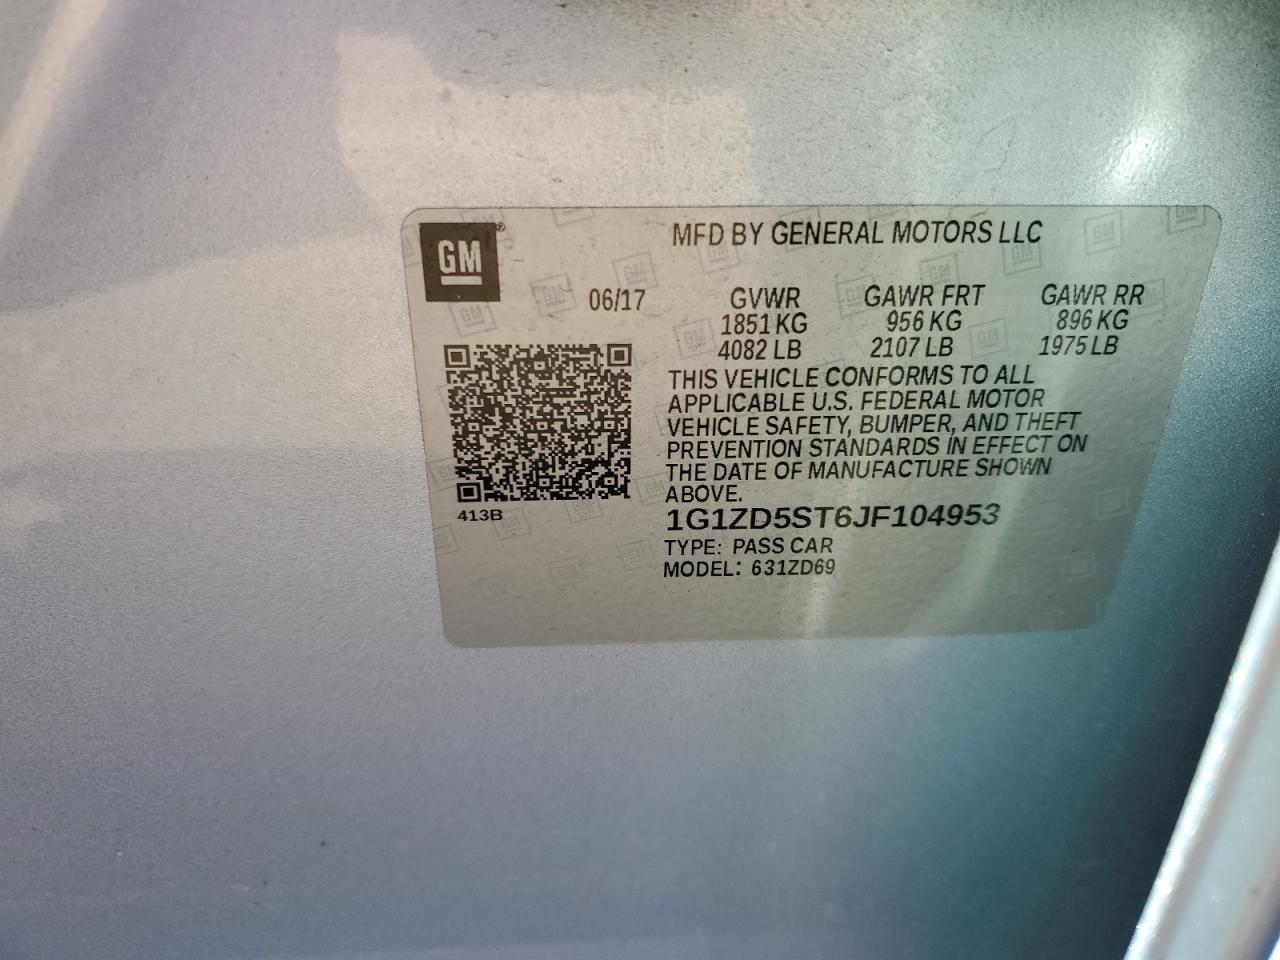 GM®
MFD BY GENERAL MOTORS LLC
06/17 GVWR GAWR FRT GAWR RR
1851 KG 956 KG 896 KG
4082 LB 2107 LB 1975 LB
THIS VEHICLE CONFORMS TO ALL
APPLICABLE U.S. FEDERAL MOTOR
VEHICLE SAFETY, BUMPER, AND THEFT
PREVENTION STANDARDS IN EFFECT ON
THE DATE OF MANUFACTURE SHOWN
ABOVE.
413B
1G1ZD5ST6JF104953
TYPE: PASS CAR
MODEL: 631ZD69